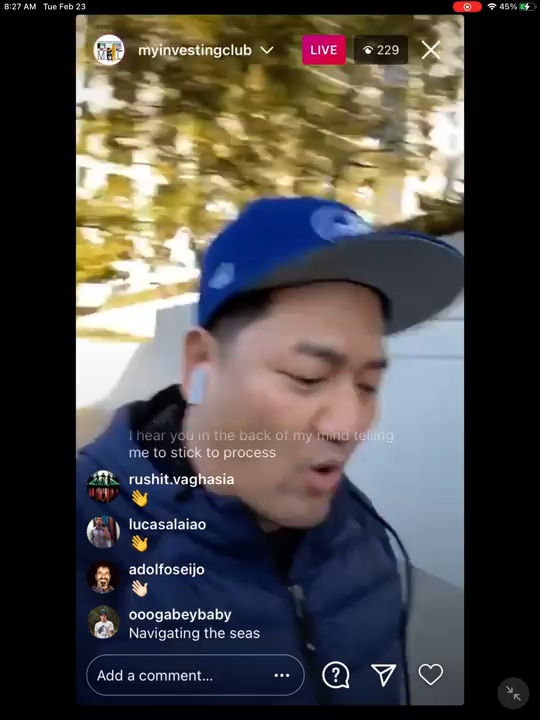 8:27 AM Tue Feb 23
45%
myinvestingclub
LIVE
229
I hear you in the back of my mind telling
me to stick to process
rushit.vaghasia
lucasalaiao
adolfoseijo
ooogabeybaby
Navigating the seas
Add a comment...